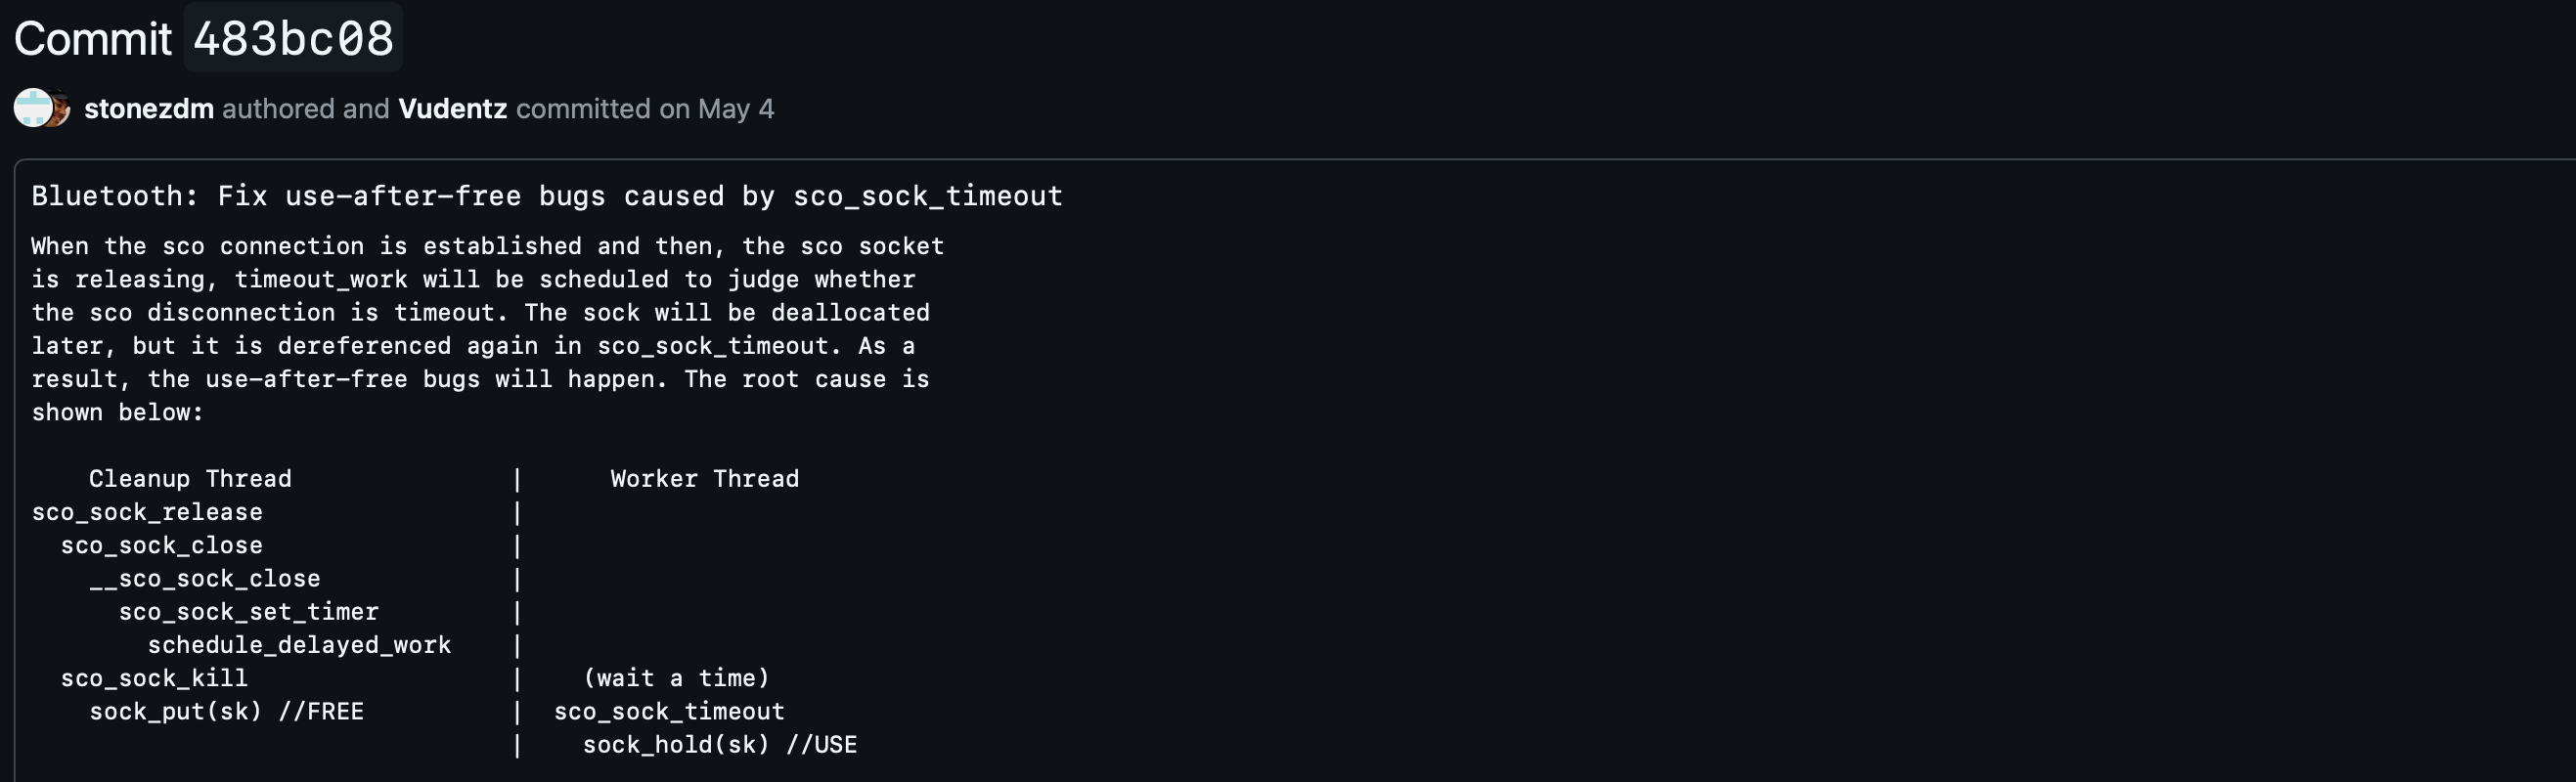 Commit 483bc08
stonezdm authored and Vudentz committed on May 4
Bluetooth: Fix use-after-free bugs caused by sco_sock_timeout
When the sco connection is established and then, the sco socket
is releasing, timeout_work will be scheduled to judge whether
the sco disconnection is timeout. The sock will be deallocated
later, but it is dereferenced again in sco_sock_timeout. As a
result, the use-after-free bugs will happen. The root cause is
shown below:

    Cleanup Thread               |      Worker Thread
sco_sock_release                 |
  sco_sock_close                 |
    __sco_sock_close             |
      sco_sock_set_timer         |
        schedule_delayed_work    |
  sco_sock_kill                  |    (wait a time)
    sock_put(sk) //FREE          |  sco_sock_timeout
                                 |    sock_hold(sk) //USE